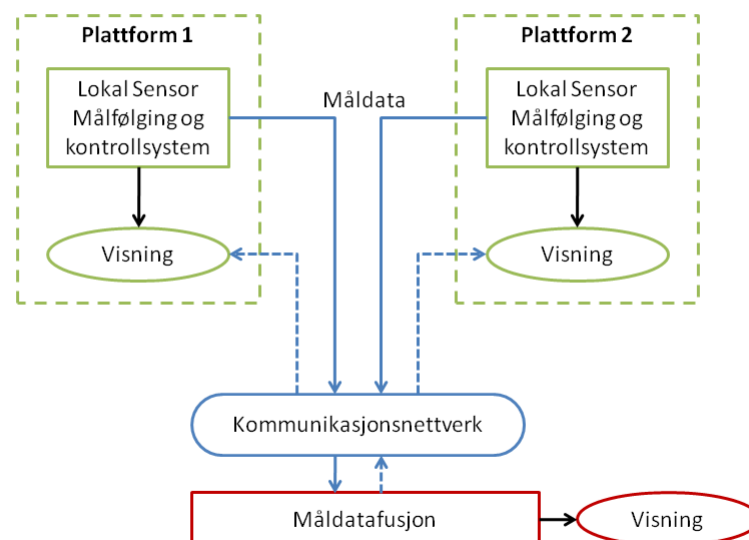 Plattform 1
Lokal Sensor
Målfølging og
kontrollsystem
Visning
Måldata
Plattform 2
Lokal Sensor
Målfølging og
kontrollsystem
Visning
Kommunikasjonsnettverk
Måldatafusjon
Visning